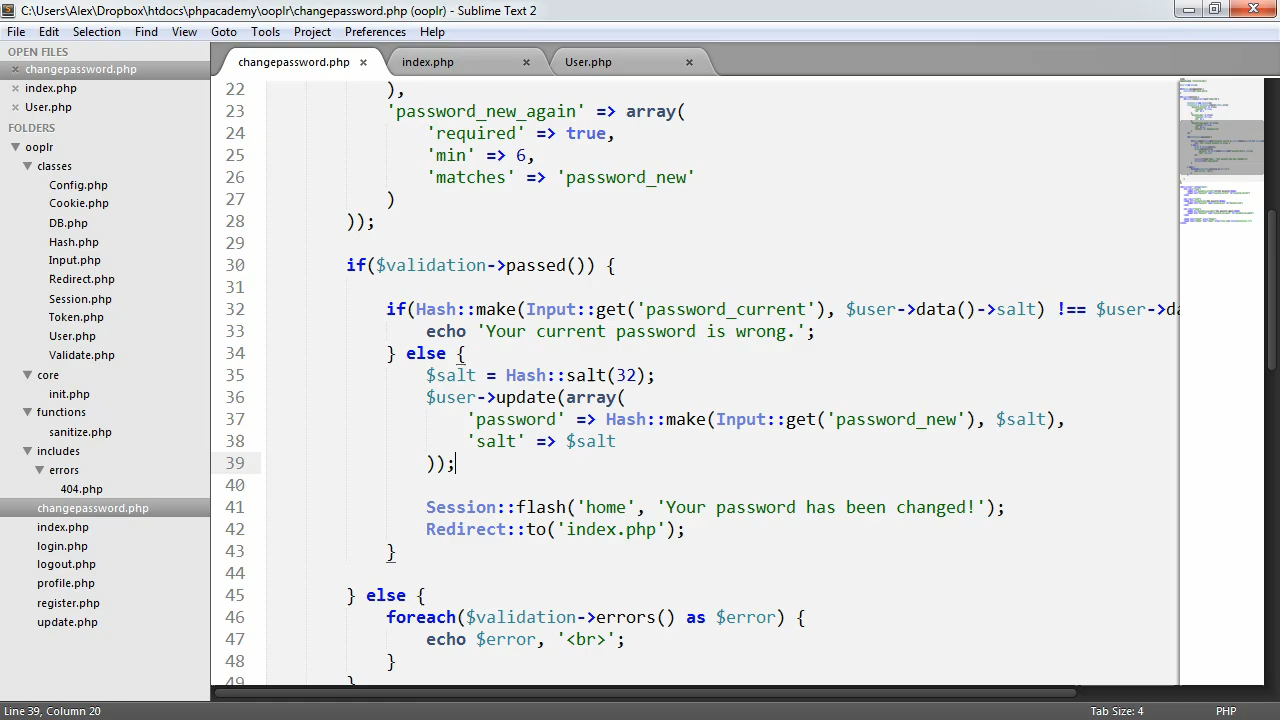 C:\Users\Alex\Dropbox\htdocs\phpacademy\ooplr\changepassword.php (ooplr) - Sublime Text 2
File Edit Selection Find View Goto Tools Project Preferences Help
OPEN FILES
changepassword.php
index.php
User.php
FOLDERS
ooplr
classes
Config.php
Cookie.php
DB.php
Hash.php
Input.php
Redirect.php
Session.php
Token.php
User.php
Validate.php
core
init.php
functions
sanitize.php
includes
errors
404.php
changepassword.php
index.php
login.php
logout.php
profile.php
register.php
update.php
changepassword.php × index.php × User.php ×
22 ),
23 'password_new_again' => array(
24 'required' => true,
25 'min' => 6,
26 'matches' => 'password_new'
27 )
28 ));
29
30 if($validation->passed()) {
31
32 if(Hash::make(Input::get('password_current'), $user->data()->salt) !== $user->da
33 echo 'Your current password is wrong.';
34 } else {
35 $salt = Hash::salt(32);
36 $user->update(array(
37 'password' => Hash::make(Input::get('password_new'), $salt),
38 'salt' => $salt
39 ));
40
41 Session::flash('home', 'Your password has been changed!');
42 Redirect::to('index.php');
43 }
44
45 } else {
46 foreach($validation->errors() as $error) {
47 echo $error, '<br>';
48 }
49 }
Line 39, Column 20
Tab Size: 4
PHP